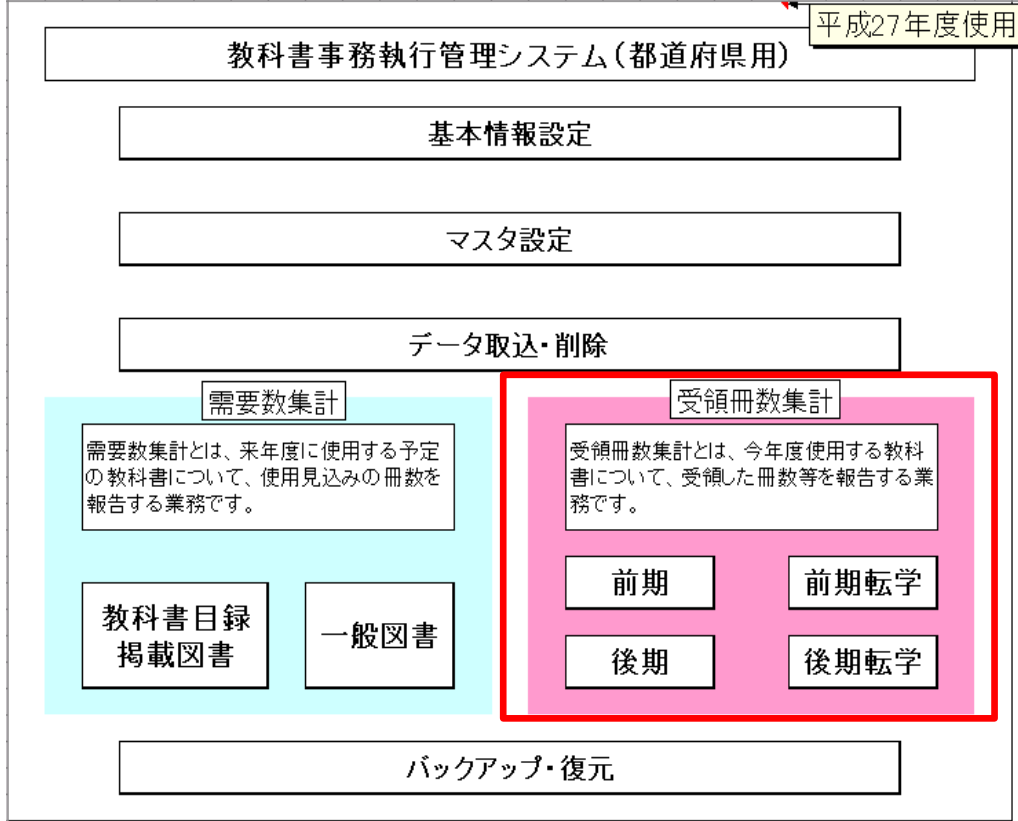 平成27年度使用
教科書事務執行管理システム(都道府県用)
基本情報設定
マスタ設定
データ取込・削除
需要数集計
需要数集計とは、来年度に使用する予定
の教科書について、使用見込みの冊数を
報告する業務です。
教科書目録
掲載図書
一般図書
受領冊数集計
受領冊数集計とは、今年度使用する教科
書について、受領した冊数等を報告する業
務です。
前期
前期転学
後期
後期転学
バックアップ・復元